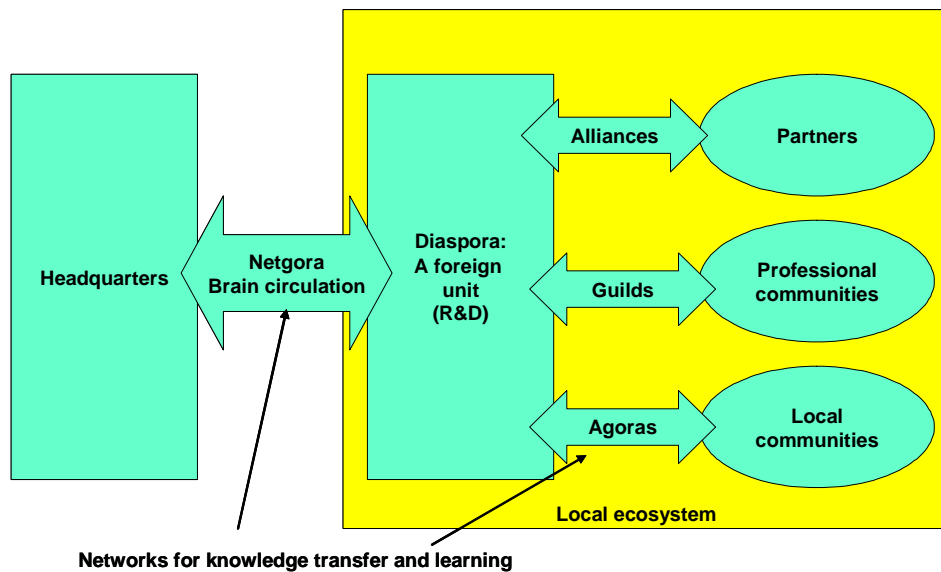 Headquarters
Netgora
Brain circulation
Diaspora:
A foreign
unit
(R&D)
Alliances
Partners
Guilds
Professional
communities
Agoras
Local
communities
Local ecosystem
Networks for knowledge transfer and learning